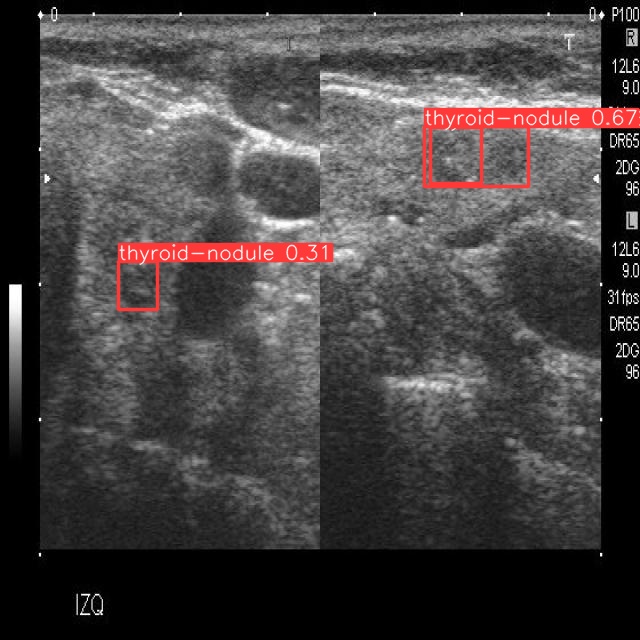 0
0
P100
R
T
12L6
9.0
thyroid-nodule 0.67
DR65
2DG
96
L
thyroid-nodule 0.31
12L6
9.0
31fps
DR65
2DG
96
IZQ